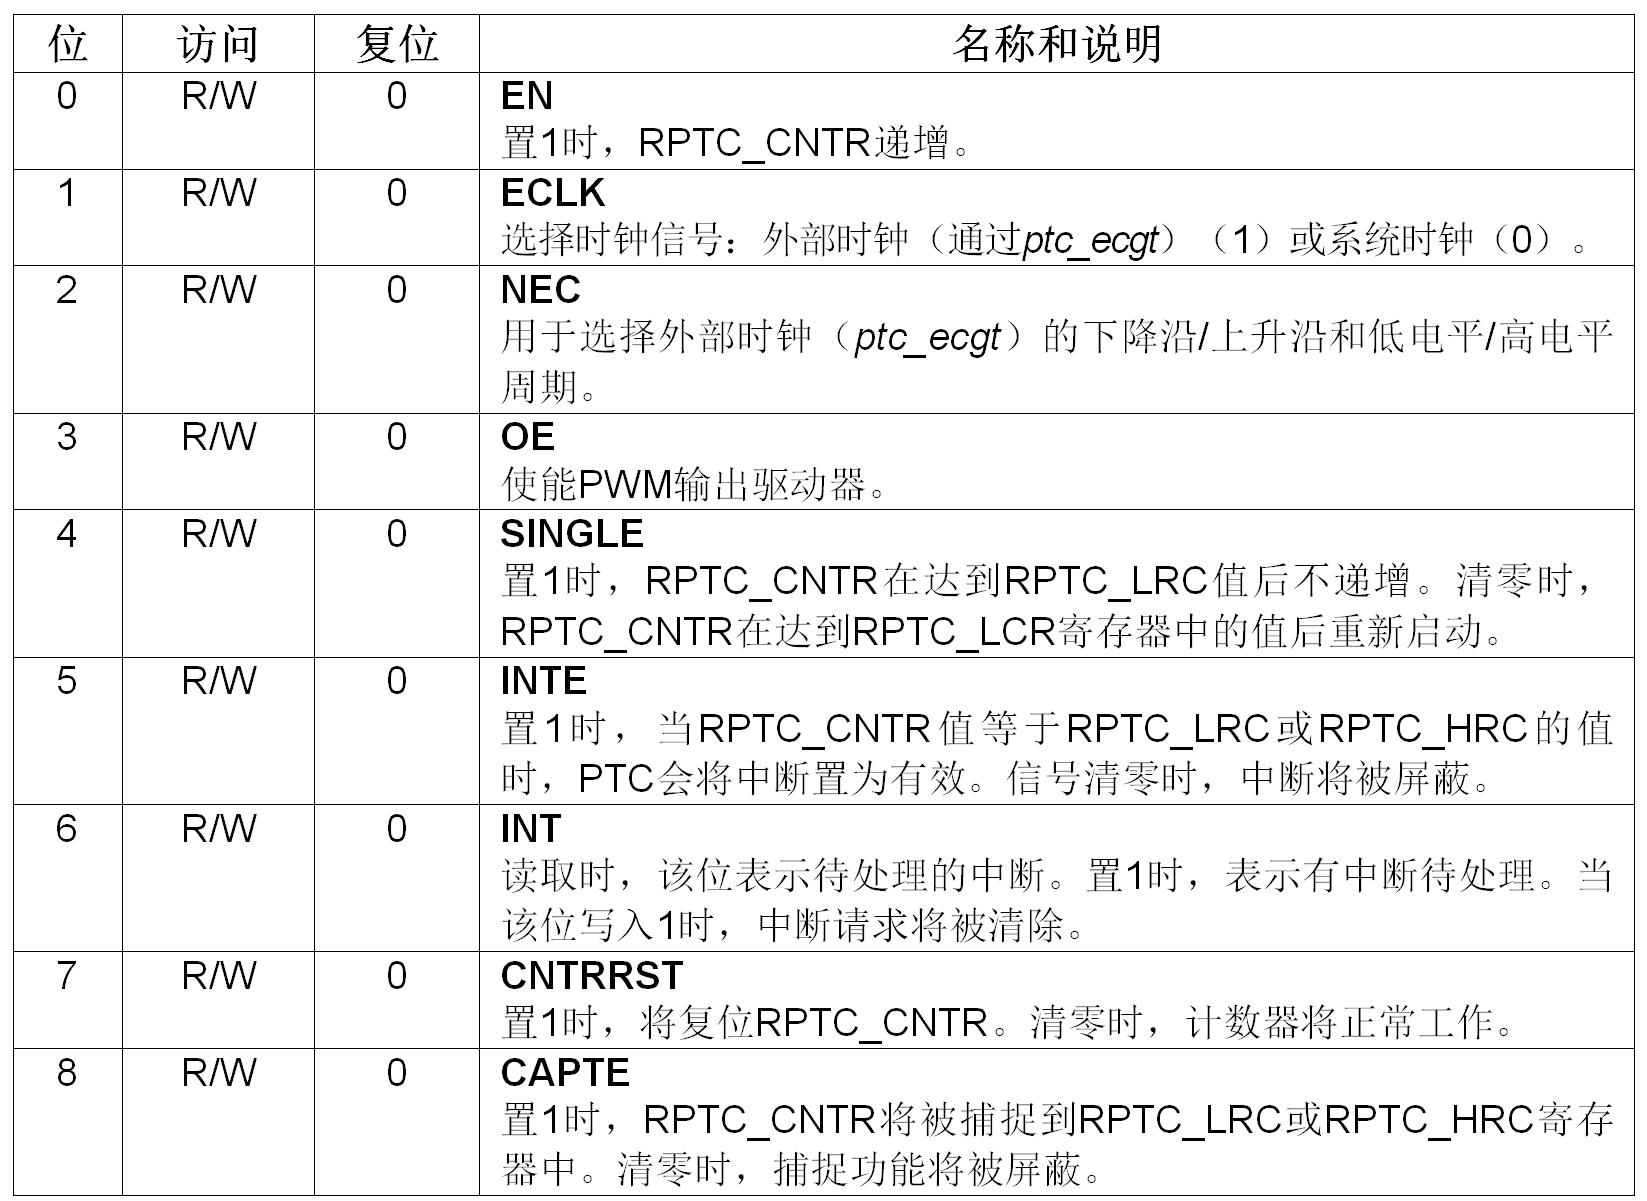 位 访问 复位 名称和说明
0 R/W 0 EN
置1时，RPTC_CNTR递增。
1 R/W 0 ECLK
选择时钟信号：外部时钟（通过ptc_ecgt）（1）或系统时钟（0）。
2 R/W 0 NEC
用于选择外部时钟（ptc_ecgt）的下降沿/上升沿和低电平/高电平
周期。
3 R/W 0 OE
使能PWM输出驱动器。
4 R/W 0 SINGLE
置1时，RPTC_CNTR在达到RPTC_LRC值后不递增。清零时，
RPTC_CNTR在达到RPTC_LCR寄存器中的值后重新启动。
5 R/W 0 INTE
置1时，当RPTC_CNTR值等于RPTC_LRC或RPTC_HRC的值
时，PTC会将中断置为有效。信号清零时，中断将被屏蔽。
6 R/W 0 INT
读取时，该位表示待处理的中断。置1时，表示有中断待处理。当
该位写入1时，中断请求将被清除。
7 R/W 0 CNTRRST
置1时，将复位RPTC_CNTR。清零时，计数器将正常工作。
8 R/W 0 CAPTE
置1时，RPTC_CNTR将被捕捉到RPTC_LRC或RPTC_HRC寄存
器中。清零时，捕捉功能将被屏蔽。